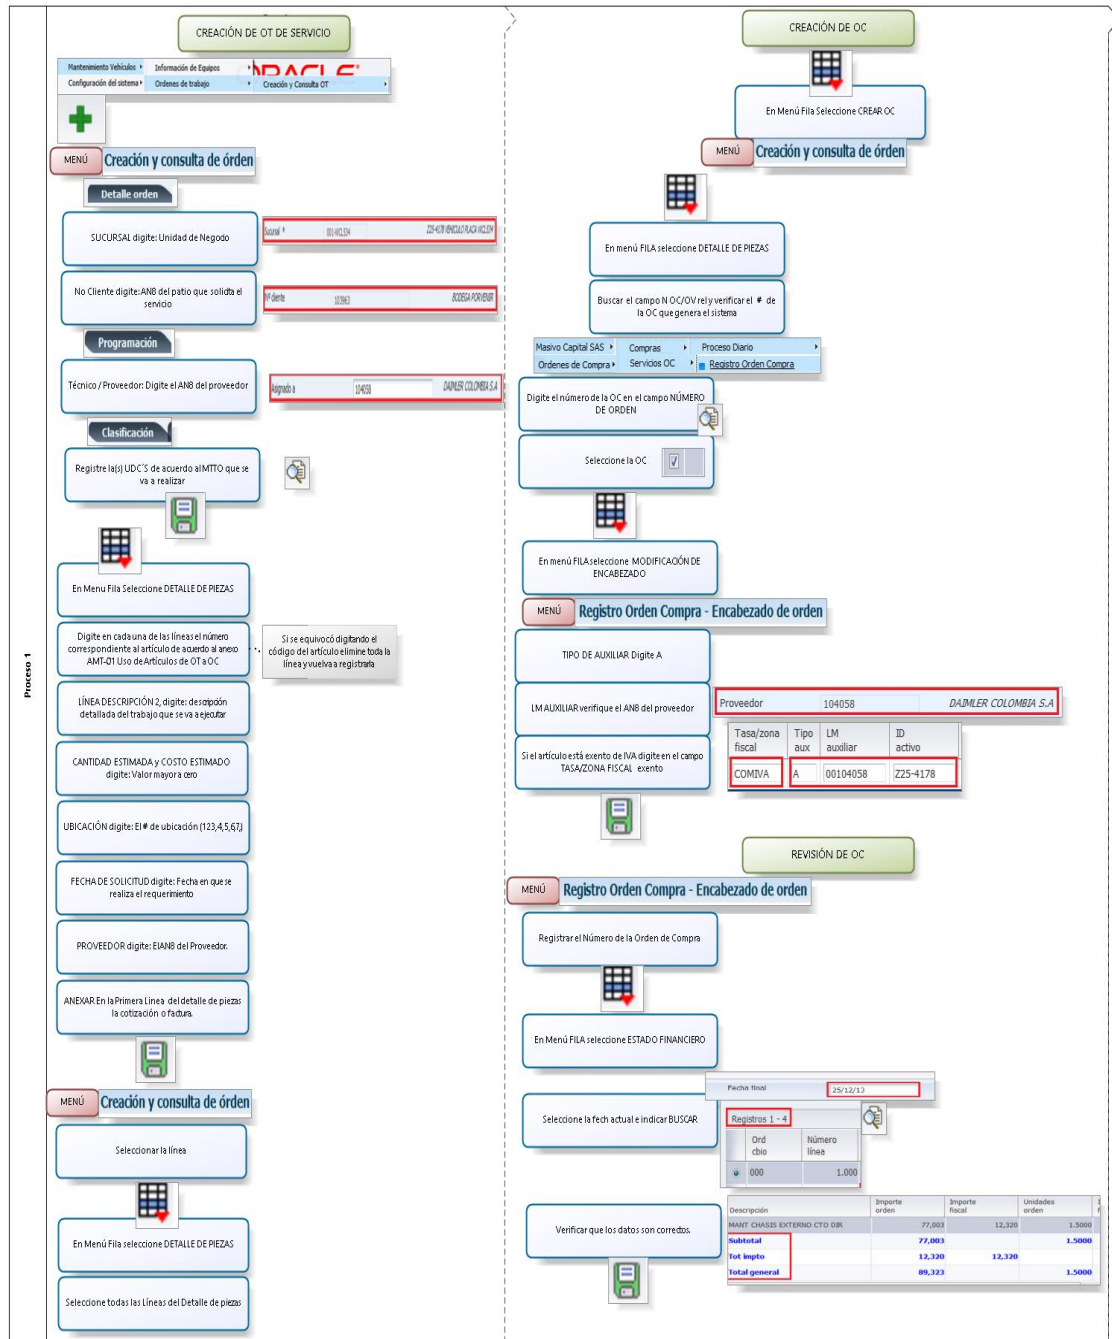 Proceso 1
CREACIÓN DE OT DE SERVICIO
ORACLE
Mantenimiento Vehículos
Información de Equipos
Configuración del sistema
Ordenes de trabajo
Creación y Consulta OT
MENÚ
Creación y consulta de órden
Detalle orden
SUCURSAL digite: Unidad de Negodo
Sucursal *
001-WCL534
Z25-4178 VEHICULO PLACA WCL534
No Cliente digite:AN8 del patio que solidta el
servicio
Nº cliente
103963
BODEGA PORVENIR
Programación
Técnico / Proveedor: Digite el AN8 del proveedor
Asignado a
104058
DAIMLER COLOMBIA S.A
Clasificación
Registre la(s) UDC´S de acuerdo al MTTO que se
va a realizar
En Menu Fila Seleccione DETALLE DE PIEZAS
Digite en cada una de las líneas el número
correspondiente al artículo de acuerdo al anexo
AMT-01 Uso de Artículos de OT a OC
Si se equivocó digitando el
código del artículo elimine toda la
línea y vuelva a registrarla
LÍNEA DESCRIPCIÓN 2, digite: descripdón
detallada del trabajo que se va a ejecutar
CANTIDAD ESTIMADA y COSTO ESTIMADO
digite: Valor mayor a cero
UBICACIÓN digite: El # de ubicación (123,4,5,6,7,)
FECHA DE SOLICITUD digite: Fecha en que se
realiza el requerimiento
PROVEEDOR digite: ElAN8 del Proveedor.
ANEXAR En la Primera Linea del detalle de piezas
la cotización o factura.
MENÚ
Creación y consulta de órden
Seleccionar la línea
En Menú Fila seleccione DETALLE DE PIEZAS
Seleccione todas las Líneas del Detalle de piezas
CREACIÓN DE OC
En Menú Fila Seleccione CREAR OC
MENÚ
Creación y consulta de órden
En menú FILA seleccione DETALLE DE PIEZAS
Buscar el campo N OC/OV rel y verificar el # de
la OC que genera el sistema
Masivo Capital SAS
Compras
Proceso Diario
Ordenes de Compra
Servicios OC
Registro Orden Compra
Digite el número de la OC en el campo NÚMERO
DE ORDEN
Seleccione la OC
En menú FILA seleccione MODIFICACIÓN DE
ENCABEZADO
MENÚ
Registro Orden Compra - Encabezado de orden
TIPO DE AUXILIAR Digite A
LM AUXILIAR verifique el AN8 del proveedor
Proveedor
104058
DAIMLER COLOMBIA S.A
Si el artículo está exento de IVA digite en el campo
TASA/ZONA FISCAL exento
Tasa/zona
fiscal
Tipo
aux
LM
auxiliar
ID
activo
COMIVA
A
00104058
Z25-4178
REVISIÓN DE OC
MENÚ
Registro Orden Compra - Encabezado de orden
Registrar el Número de la Orden de Compra
En Menú FILA seleccione ESTADO FINANCIERO
Fecha final
25/12/13
Seleccione la fech actual e indicar BUSCAR
Registros 1 - 4
Ord
cbio
Número
línea
000
1.000
Verificar que los datos son correctos.
Descripción
Importe
orden
Importe
fiscal
Unidades
orden
MANT CHASIS EXTERNO CTO DIR
77,003
12,320
1.5000
Subtotal
77,003
1.5000
Tot impto
12,320
12,320
Total general
89,323
1.5000